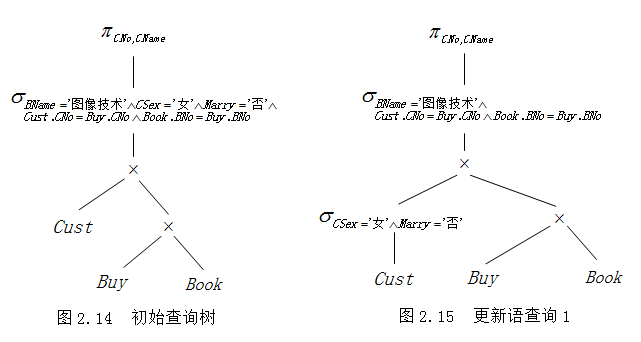 π CNo,CName
σ BName='图像技术'∧CSex='女'∧Marry='否'∧
Cust.CNo=Buy.CNo∧Book.BNo=Buy.BNo
×
Cust
×
Buy
Book
图2.14 初始查询树
π CNo,CName
σ BName='图像技术'∧
Cust.CNo=Buy.CNo∧Book.BNo=Buy.BNo
×
σ CSex='女'∧Marry='否'
×
Cust
Buy
Book
图2.15 更新语查询1